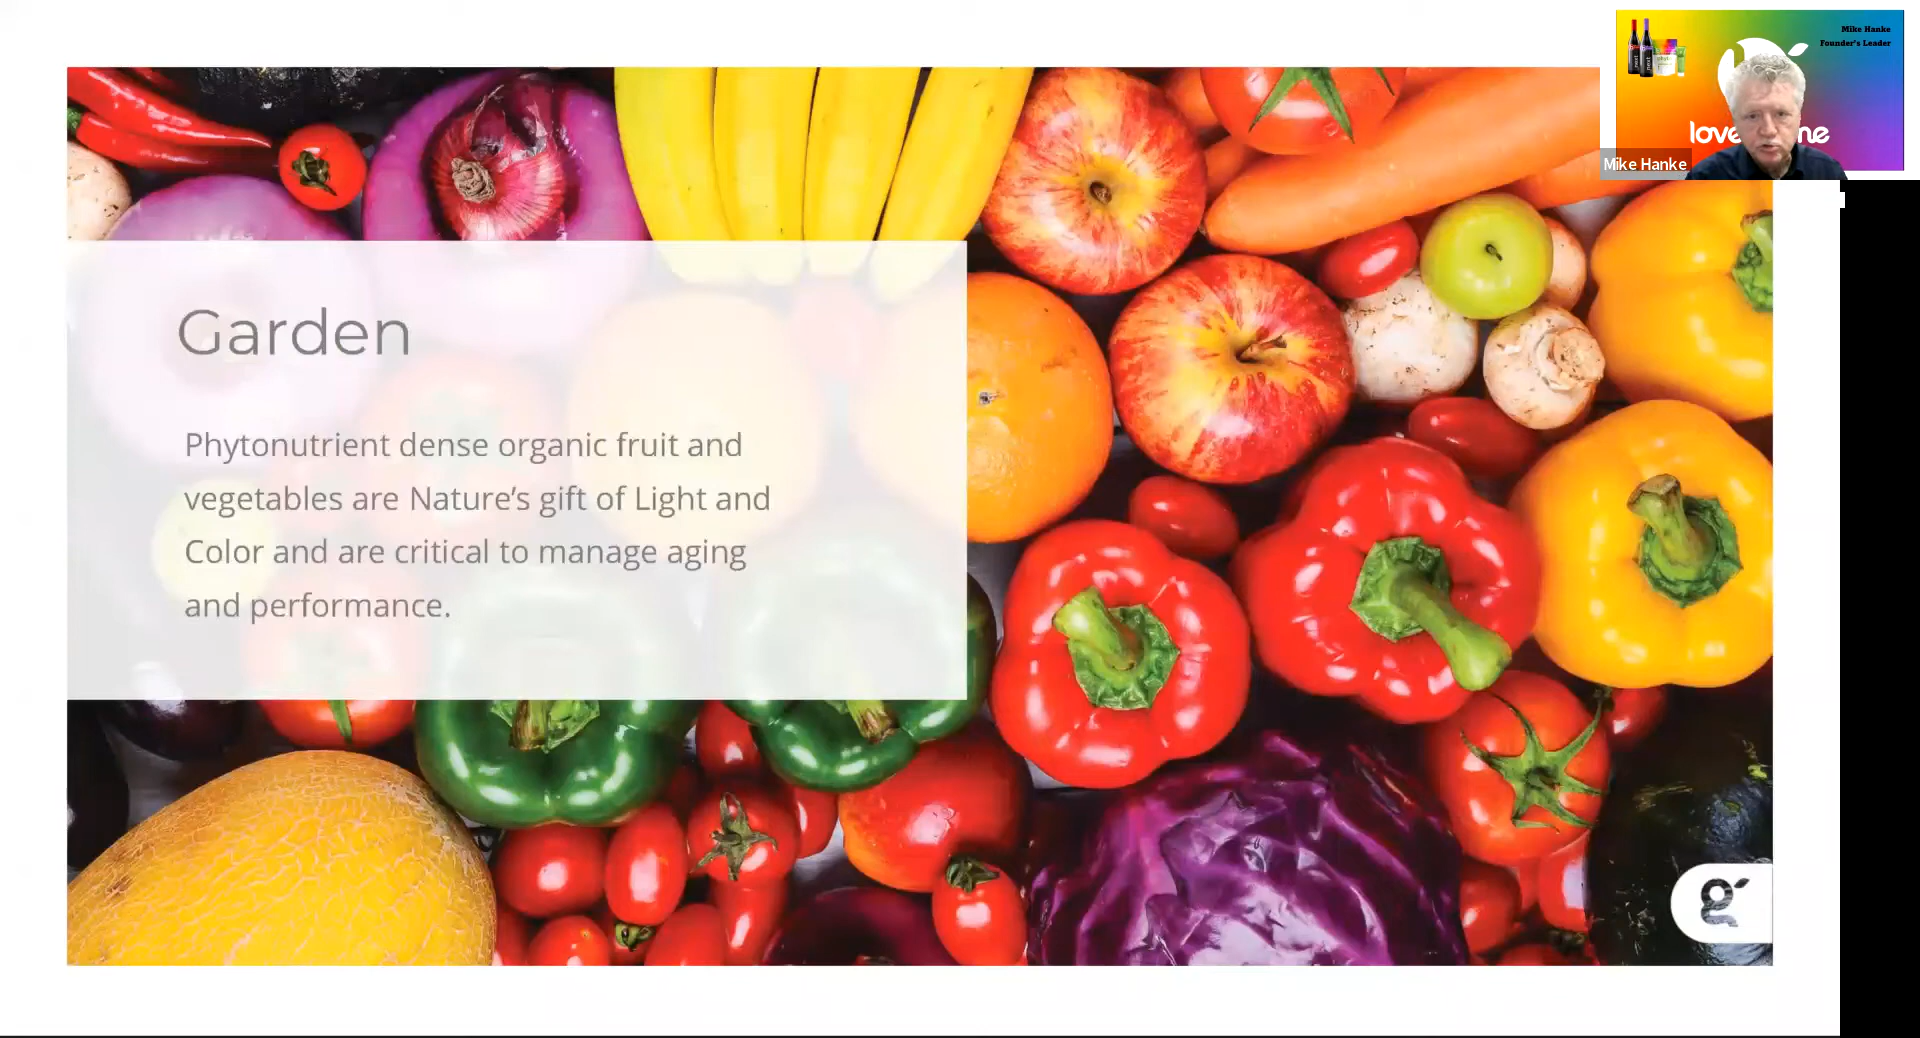 Mike Hanke
Founder's Leader
Mike Hanke
Garden
Phytonutrient dense organic fruit and
vegetables are Nature’s gift of Light and
Color and are critical to manage aging
and performance.
g